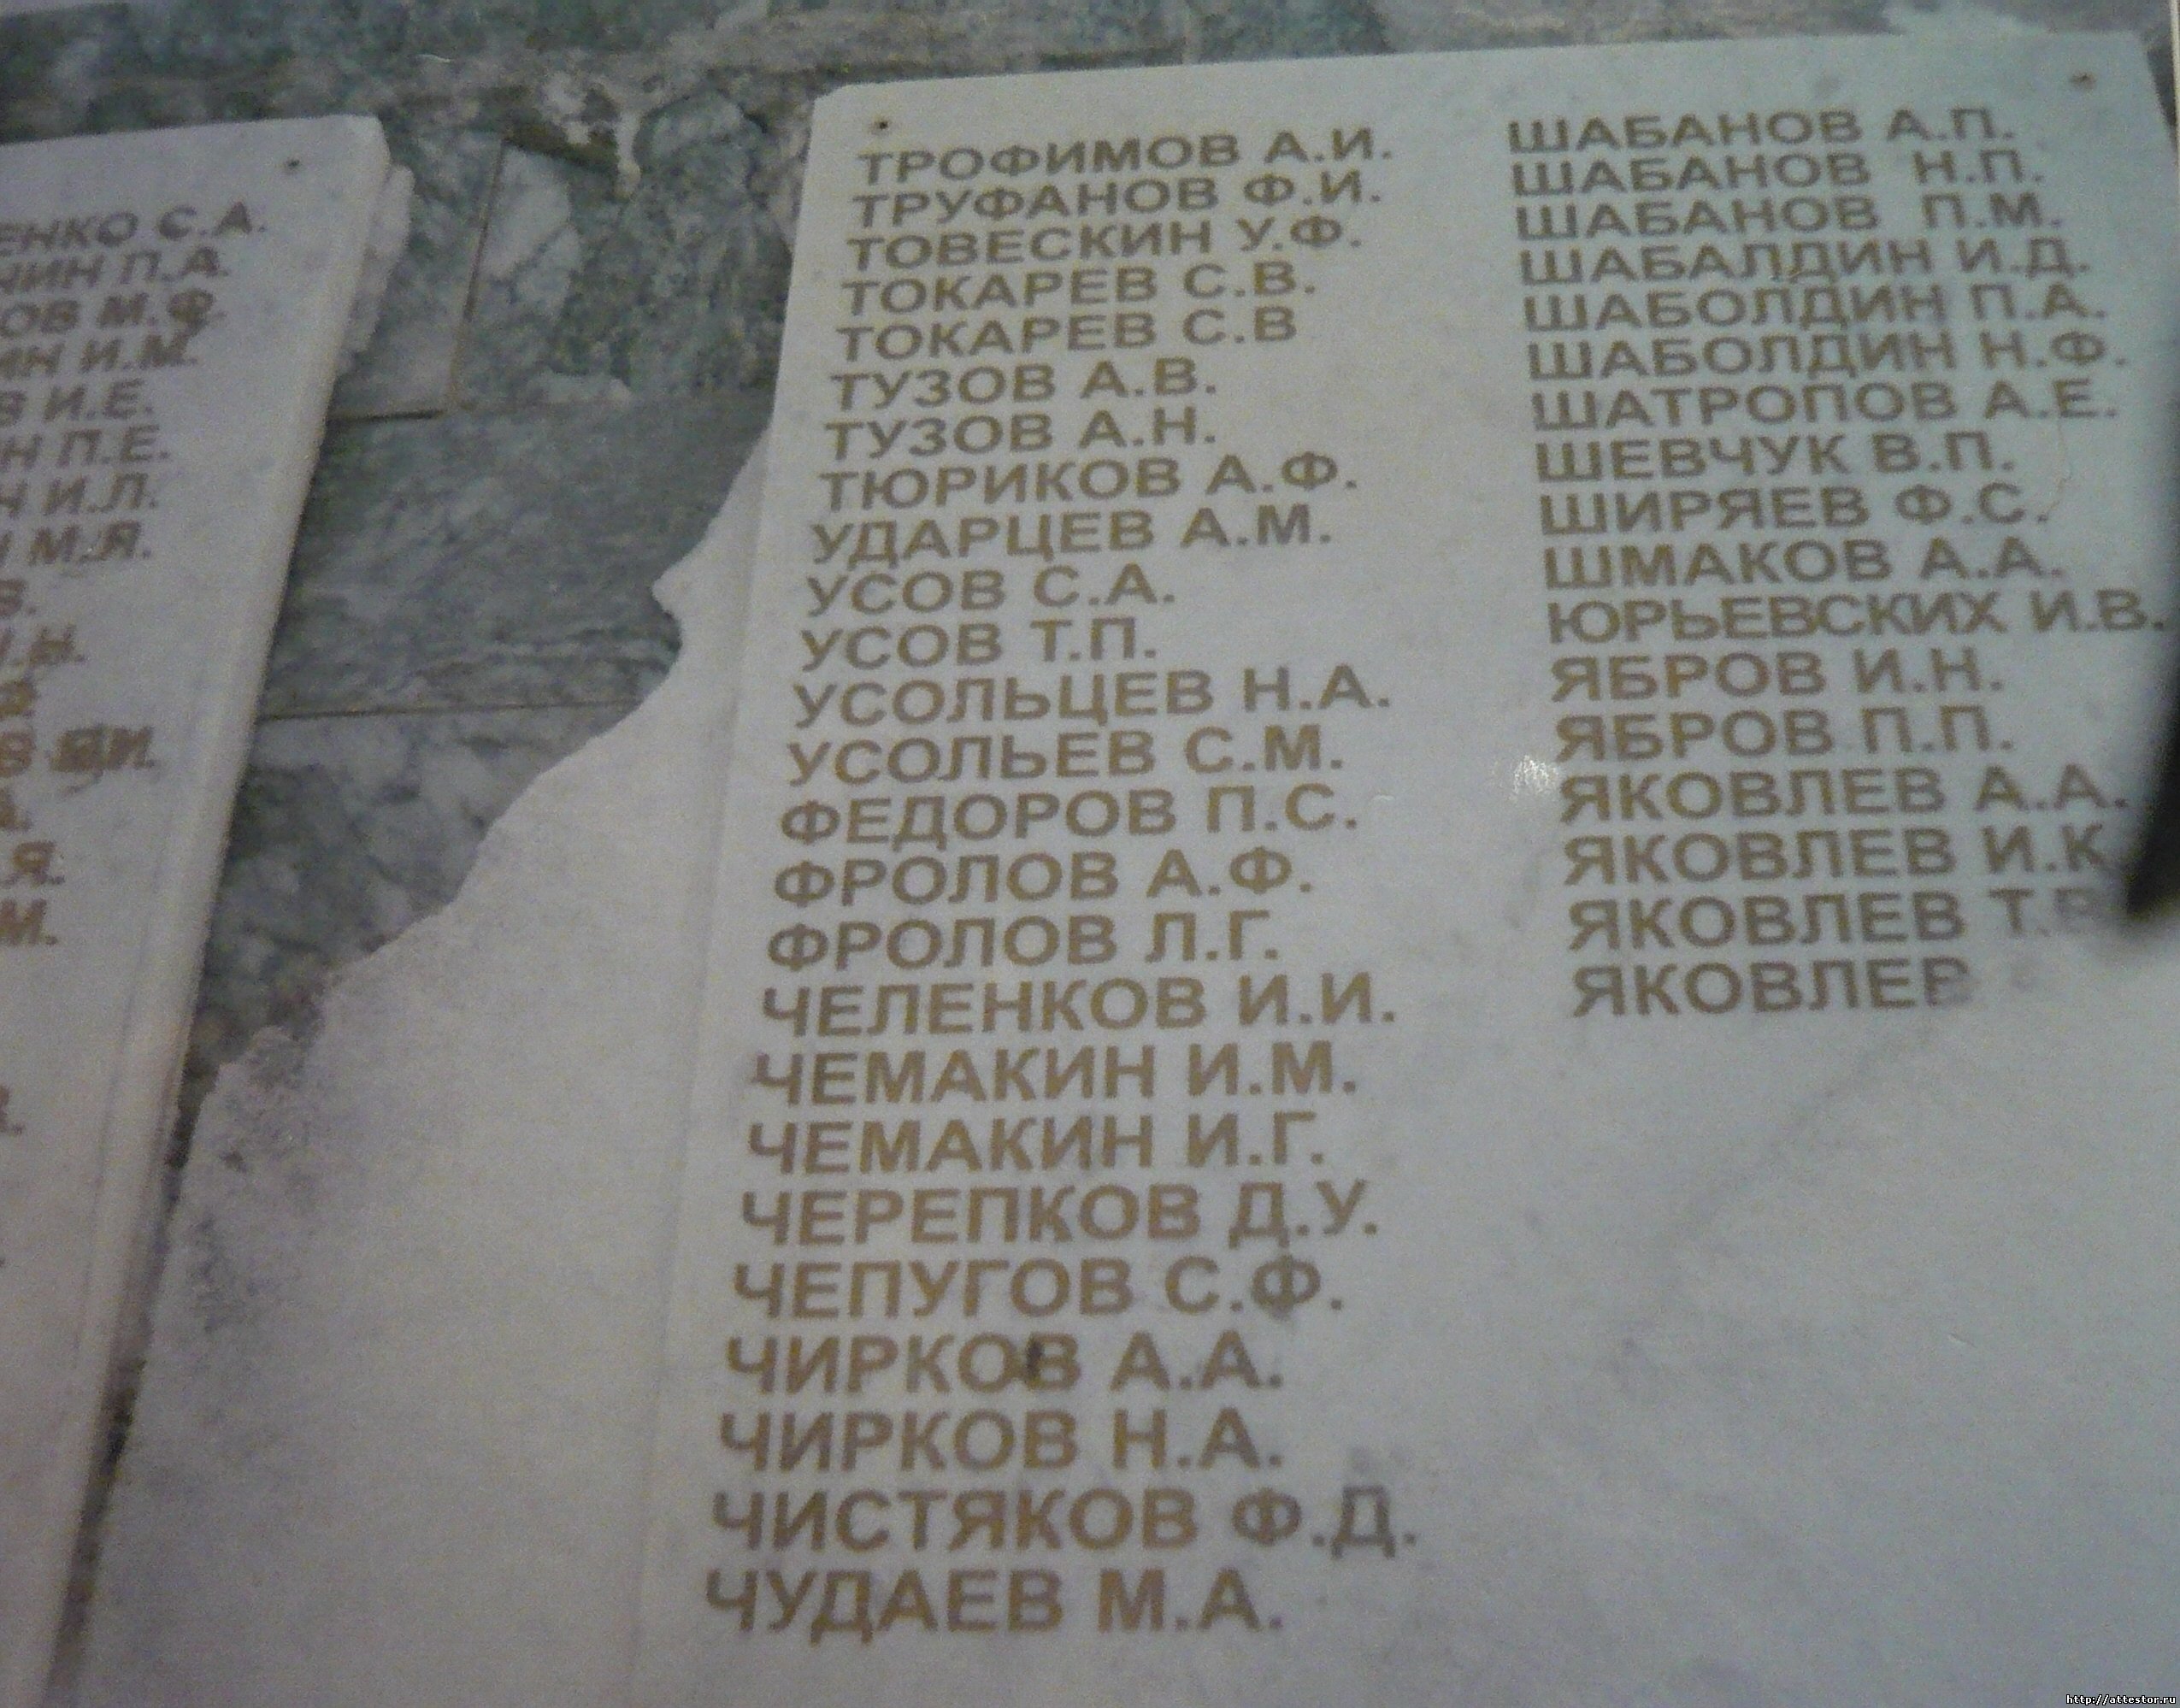 С.А.
П.А.
М.Ф.
И.М.
И.Е.
П.Е.
И.Л.
М.Я.
ТРОФИМОВ А.И.
ТРУФАНОВ Ф.И.
ТОВЕСКИН У.Ф.
ТОКАРЕВ С.В.
ТОКАРЕВ С.В
ТУЗОВ А.В.
ТУЗОВ А.Н.
ТЮРИКОВ А.Ф.
УДАРЦЕВ А.М.
УСОВ С.А.
УСОВ Т.П.
УСОЛЬЦЕВ Н.А.
УСОЛЬЕВ С.М.
ФЕДОРОВ П.С.
ФРОЛОВ А.Ф.
ФРОЛОВ Л.Г.
ЧЕЛЕНКОВ И.И.
ЧЕМАКИН И.М.
ЧЕМАКИН И.Г.
ЧЕРЕПКОВ Д.У.
ЧЕПУГОВ С.Ф.
ЧИРКОВ А.А.
ЧИРКОВ Н.А.
ЧИСТЯКОВ Ф.Д.
ЧУДАЕВ М.А.
ШАБАНОВ А.П.
ШАБАНОВ Н.П.
ШАБАНОВ П.М.
ШАБАЛДИН И.Д.
ШАБОЛДИН П.А.
ШАБОЛДИН Н.Ф.
ШАТРОПОВ А.Е.
ШЕВЧУК В.П.
ШИРЯЕВ Ф.С.
ШМАКОВ А.А.
ЮРЬЕВСКИХ И.В.
ЯБРОВ И.Н.
ЯБРОВ П.П.
ЯКОВЛЕВ А.А.
ЯКОВЛЕВ И.К
ЯКОВЛЕВ Т.В
ЯКОВЛЕВ
http://attestor.ru